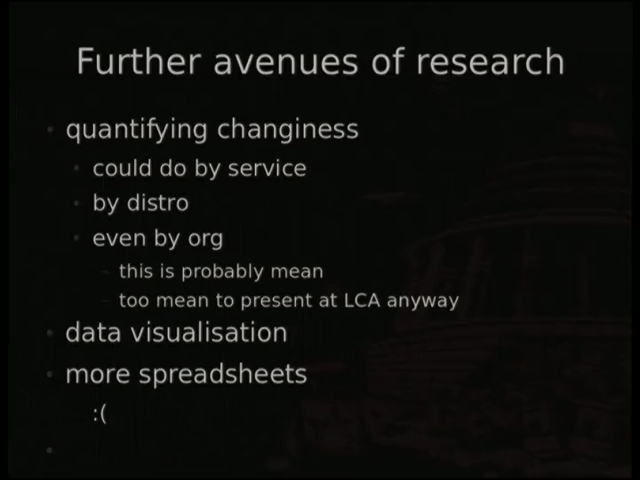 Further avenues of research
quantifying changiness
could do by service
by distro
even by org
this is probably mean
too mean to present at LCA anyway
data visualisation
more spreadsheets
:(